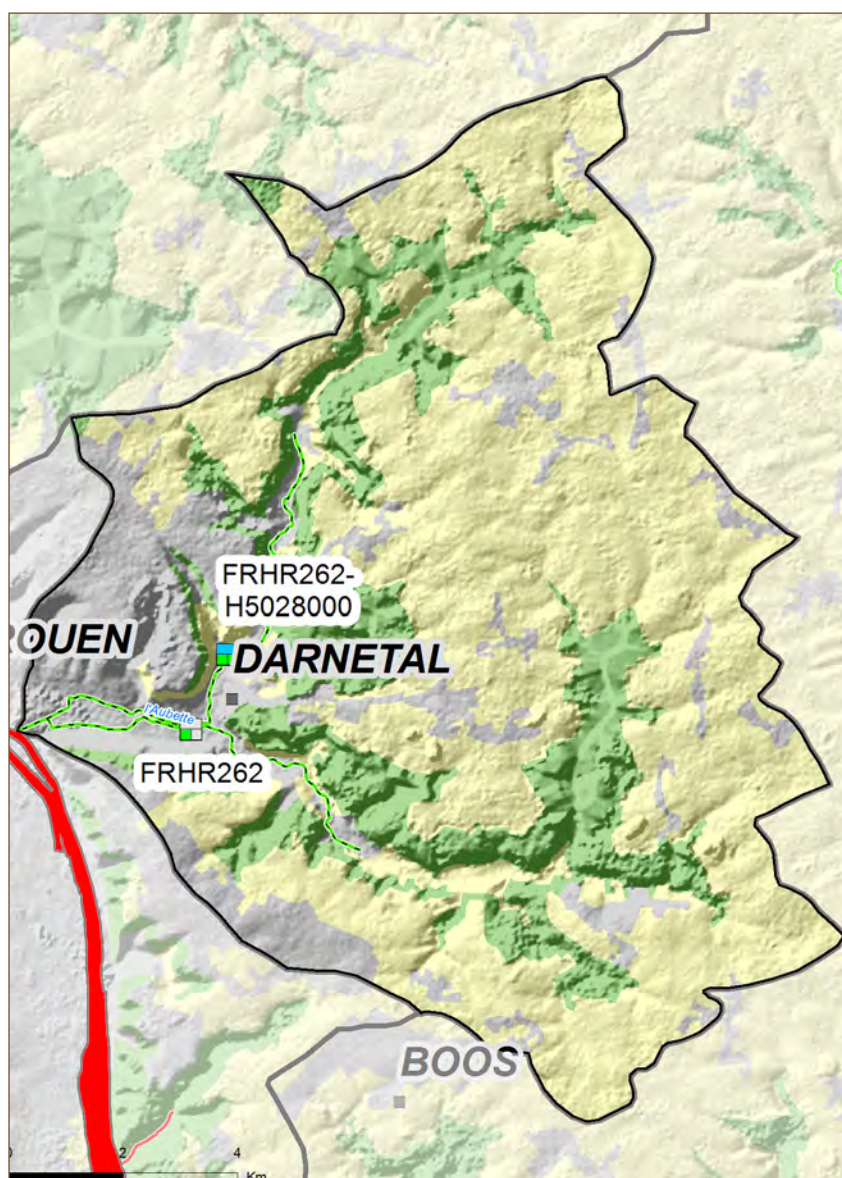 FRHR262-
H5028000
ROUEN
DARNETAL
l'Aubette
FRHR262
BOOS
0 2 4
Km